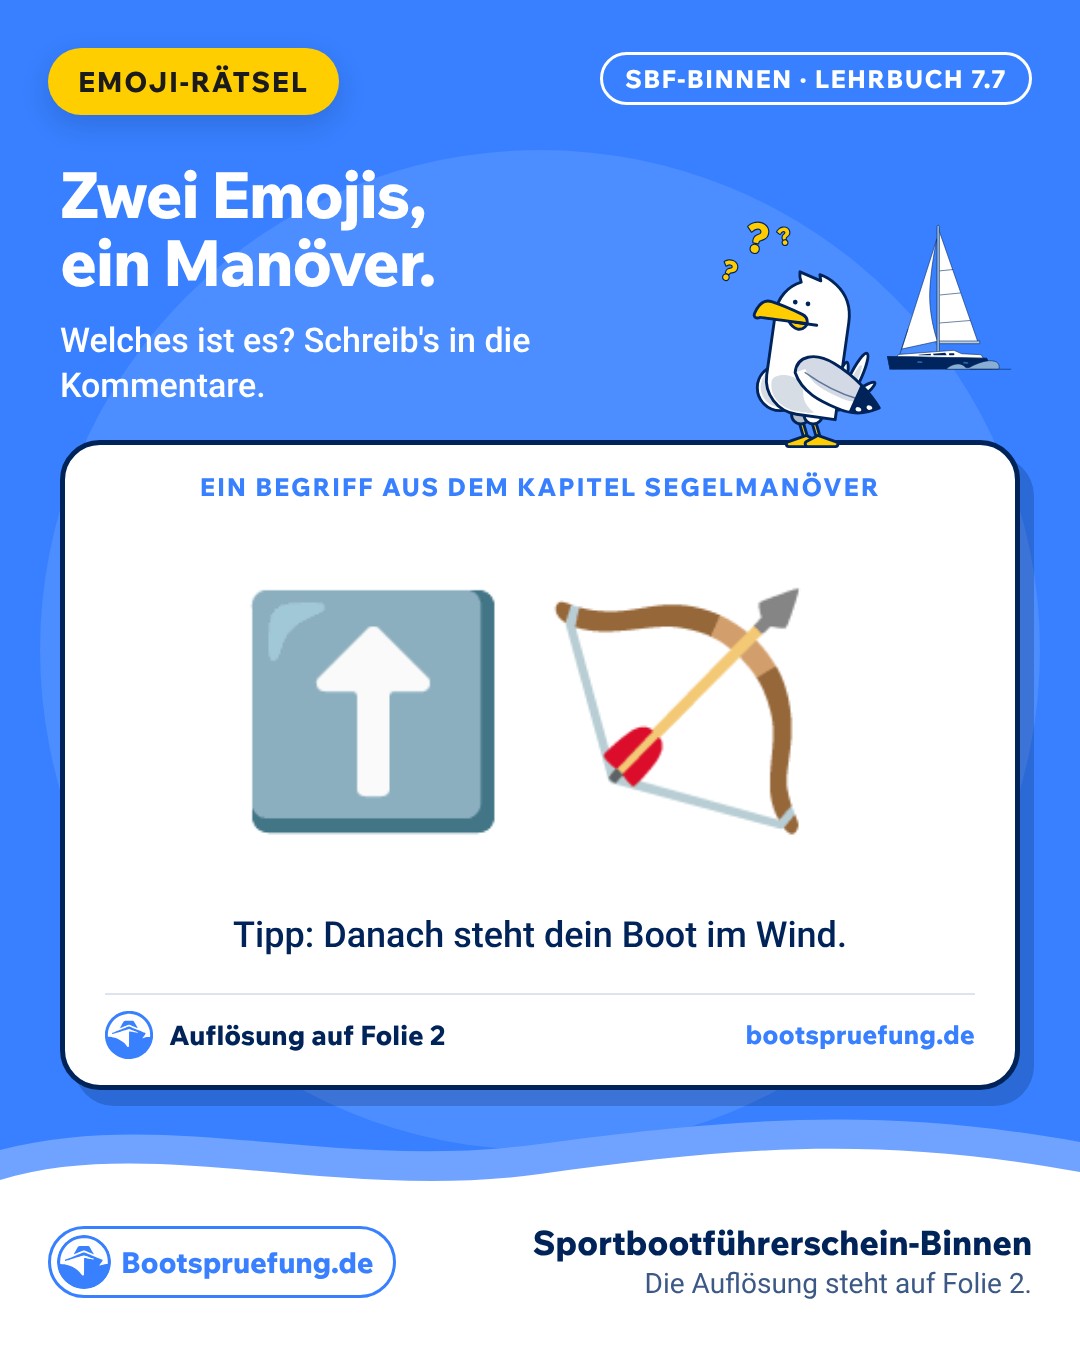 EMOJI-RÄTSEL
SBF-BINNEN · LEHRBUCH 7.7
Zwei Emojis,
ein Manöver.
Welches ist es? Schreib's in die
Kommentare.
? ? ?
EIN BEGRIFF AUS DEM KAPITEL SEGELMANÖVER
Tipp: Danach steht dein Boot im Wind.
Auflösung auf Folie 2
bootspruefung.de
Bootspruefung.de
Sportbootführerschein-Binnen
Die Auflösung steht auf Folie 2.